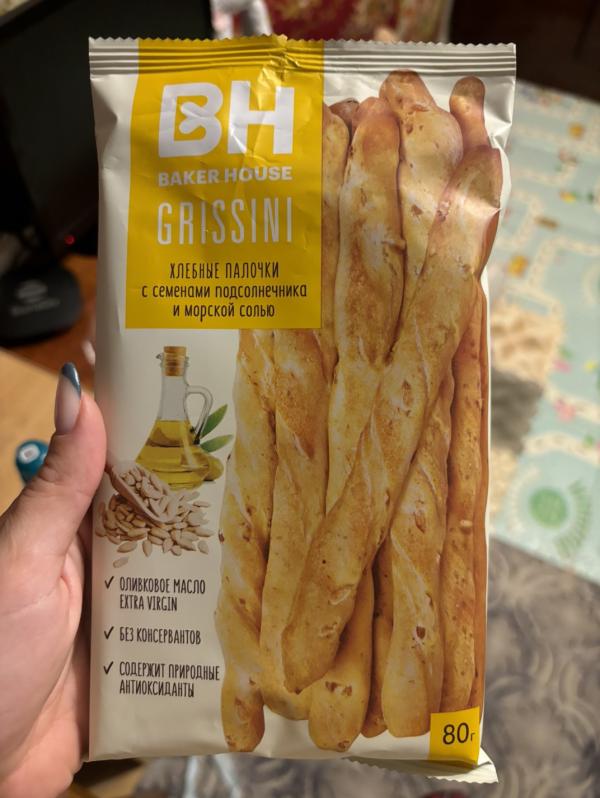 BH
BAKER HOUSE
GRISSINI
ХЛЕБНЫЕ ПАЛОЧКИ
С СЕМЕНАМИ ПОДСОЛНЕЧНИКА
И МОРСКОЙ СОЛЬЮ
✓ ОЛИВКОВОЕ МАСЛО
EXTRA VIRGIN
✓ БЕЗ КОНСЕРВАНТОВ
✓ СОДЕРЖИТ ПРИРОДНЫЕ
АНТИОКСИДАНТЫ
80г